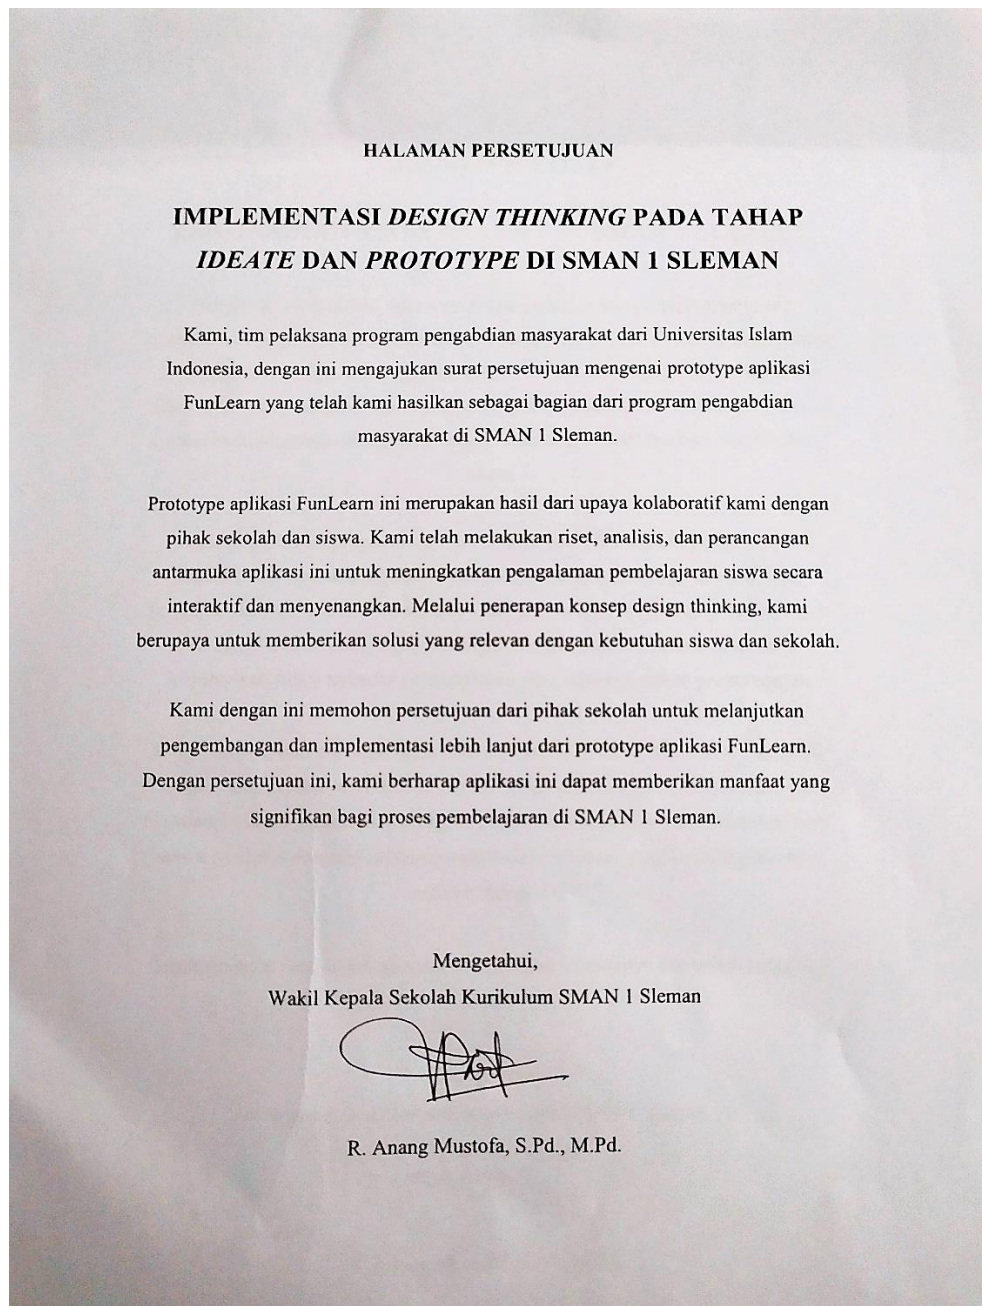 HALAMAN PERSETUJUAN
IMPLEMENTASI DESIGN THINKING PADA TAHAP
IDEATE DAN PROTOTYPE DI SMAN 1 SLEMAN
Kami, tim pelaksana program pengabdian masyarakat dari Universitas Islam
Indonesia, dengan ini mengajukan surat persetujuan mengenai prototype aplikasi
FunLearn yang telah kami hasilkan sebagai bagian dari program pengabdian
masyarakat di SMAN 1 Sleman.
Prototype aplikasi FunLearn ini merupakan hasil dari upaya kolaboratif kami dengan
pihak sekolah dan siswa. Kami telah melakukan riset, analisis, dan perancangan
antarmuka aplikasi ini untuk meningkatkan pengalaman pembelajaran siswa secara
interaktif dan menyenangkan. Melalui penerapan konsep design thinking, kami
berupaya untuk memberikan solusi yang relevan dengan kebutuhan siswa dan sekolah.
Kami dengan ini memohon persetujuan dari pihak sekolah untuk melanjutkan
pengembangan dan implementasi lebih lanjut dari prototype aplikasi FunLearn.
Dengan persetujuan ini, kami berharap aplikasi ini dapat memberikan manfaat yang
signifikan bagi proses pembelajaran di SMAN 1 Sleman.
Mengetahui,
Wakil Kepala Sekolah Kurikulum SMAN 1 Sleman
R. Anang Mustofa, S.Pd., M.Pd.